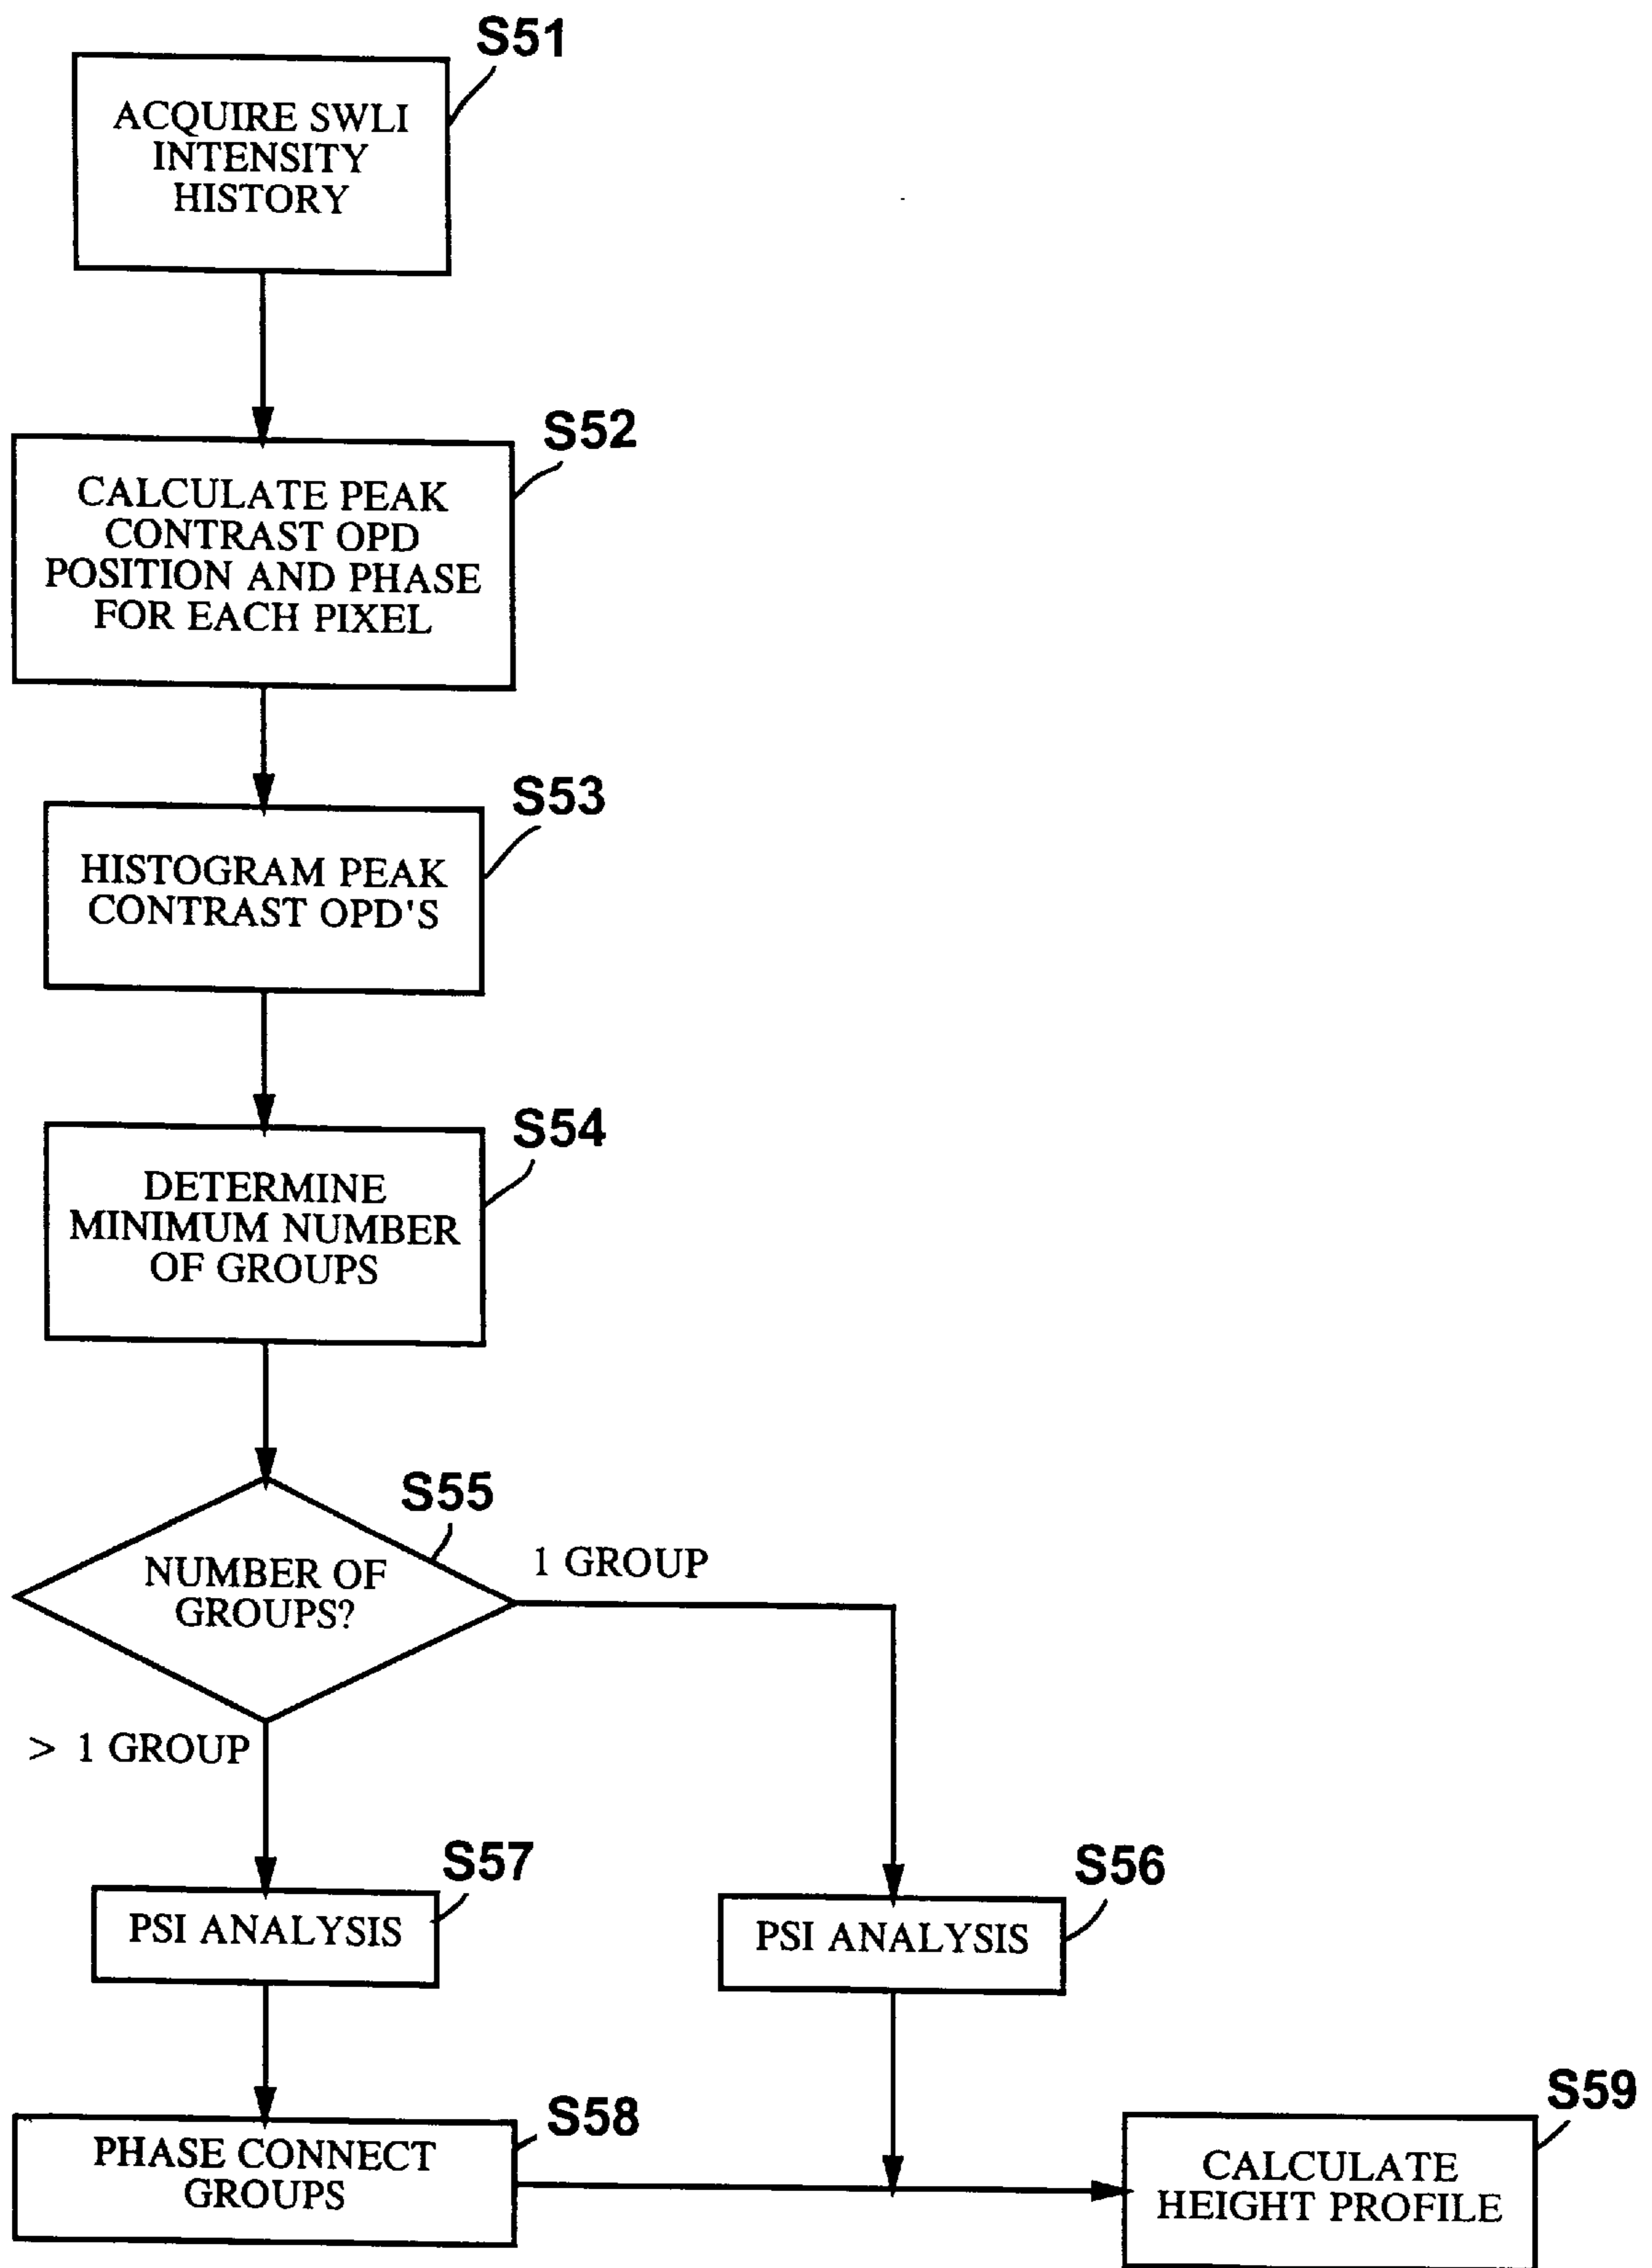 S51
ACQUIRE SWLI
INTENSITY
HISTORY
S52
CALCULATE PEAK
CONTRAST OPD
POSITION AND PHASE
FOR EACH PIXEL
S53
HISTOGRAM PEAK
CONTRAST OPD'S
S54
DETERMINE
MINIMUM NUMBER
OF GROUPS
S55
NUMBER OF
GROUPS?
1 GROUP
> 1 GROUP
S57
PSI ANALYSIS
S56
PSI ANALYSIS
S58
PHASE CONNECT
GROUPS
S59
CALCULATE
HEIGHT PROFILE